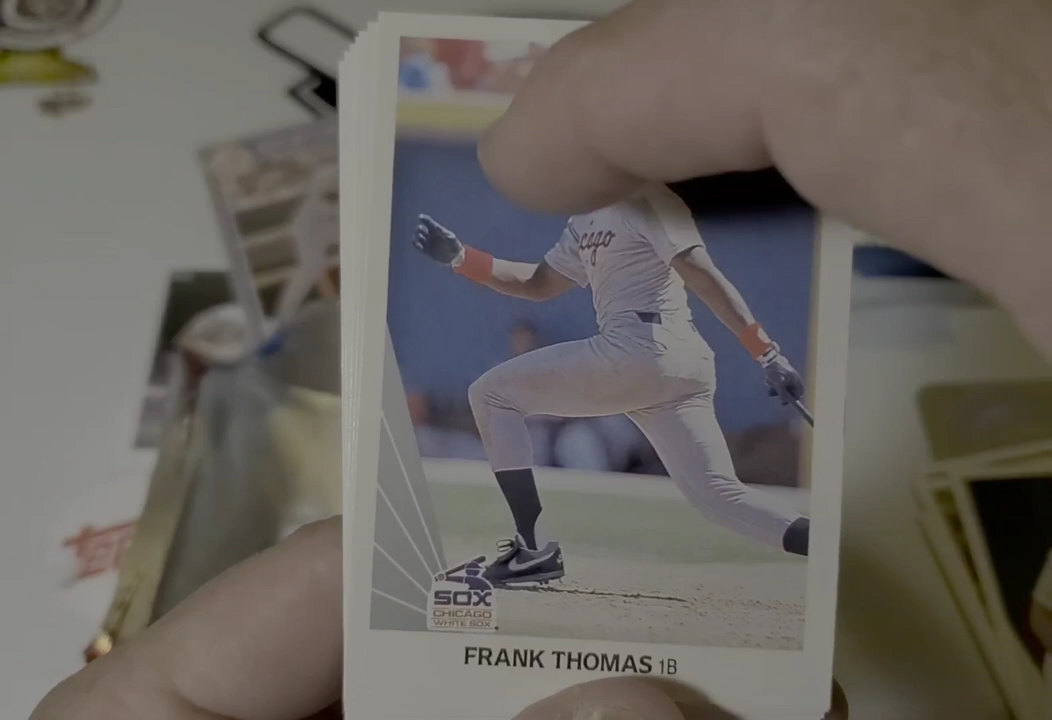 cago
SOX
CHICAGO
WHITE SOX
FRANK THOMAS 1B